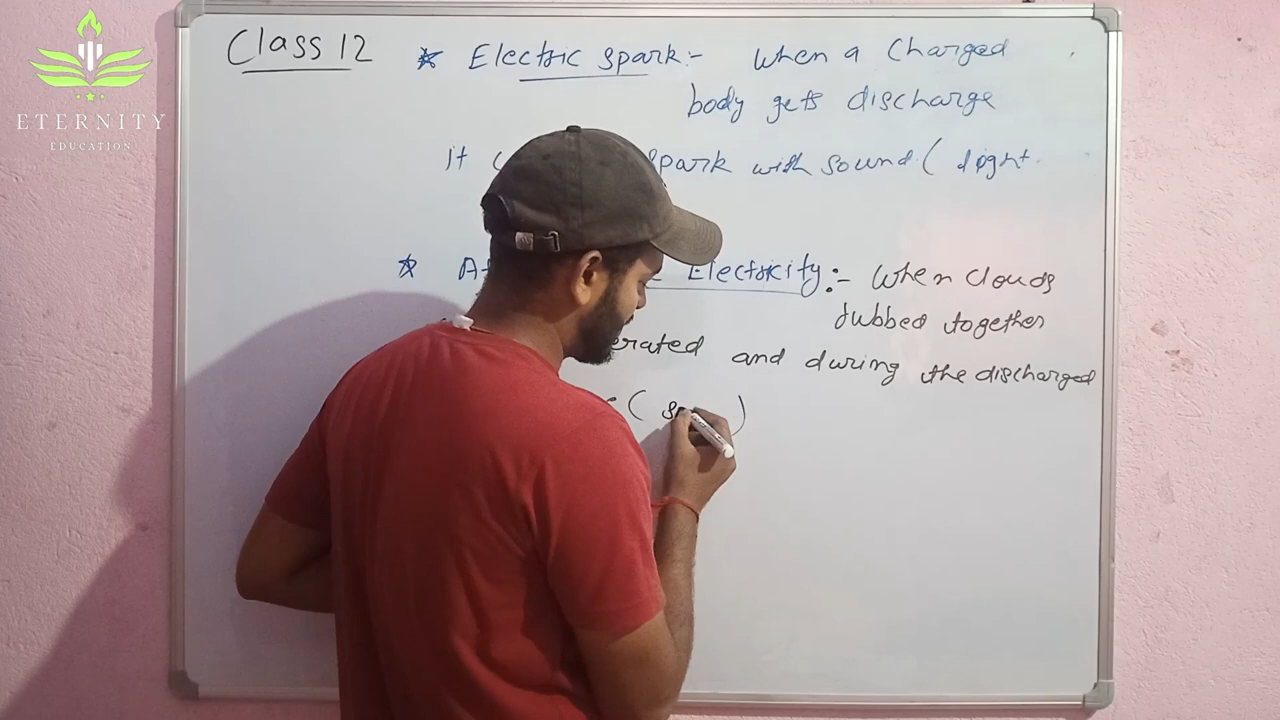 ETERNITY
EDUCATION
Class 12
* Electric spark:- When a Charged
body gets discharge
It spark with sound. ( light
* Electricity :- When clouds
rubbed together
and during the discharged